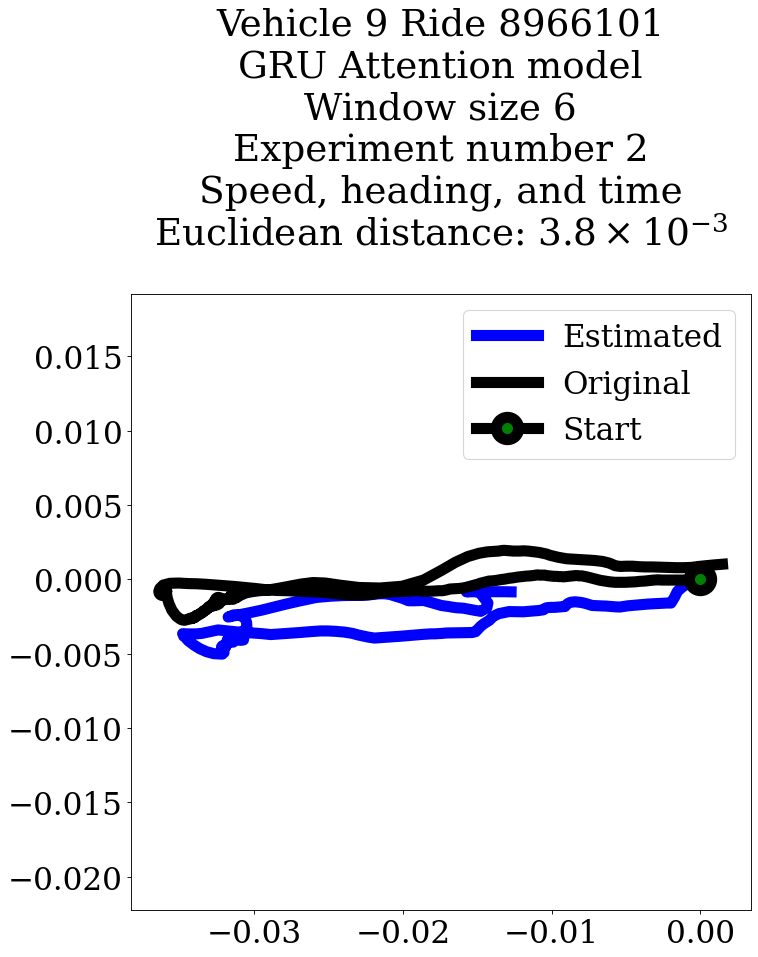 Vehicle 9 Ride 8966101
GRU Attention model
Window size 6
Experiment number 2
Speed, heading, and time
Euclidean distance: 3.8 × 10⁻³
Estimated
Original
Start
0.015
0.010
0.005
0.000
−0.005
−0.010
−0.015
−0.020
−0.03 −0.02 −0.01 0.00